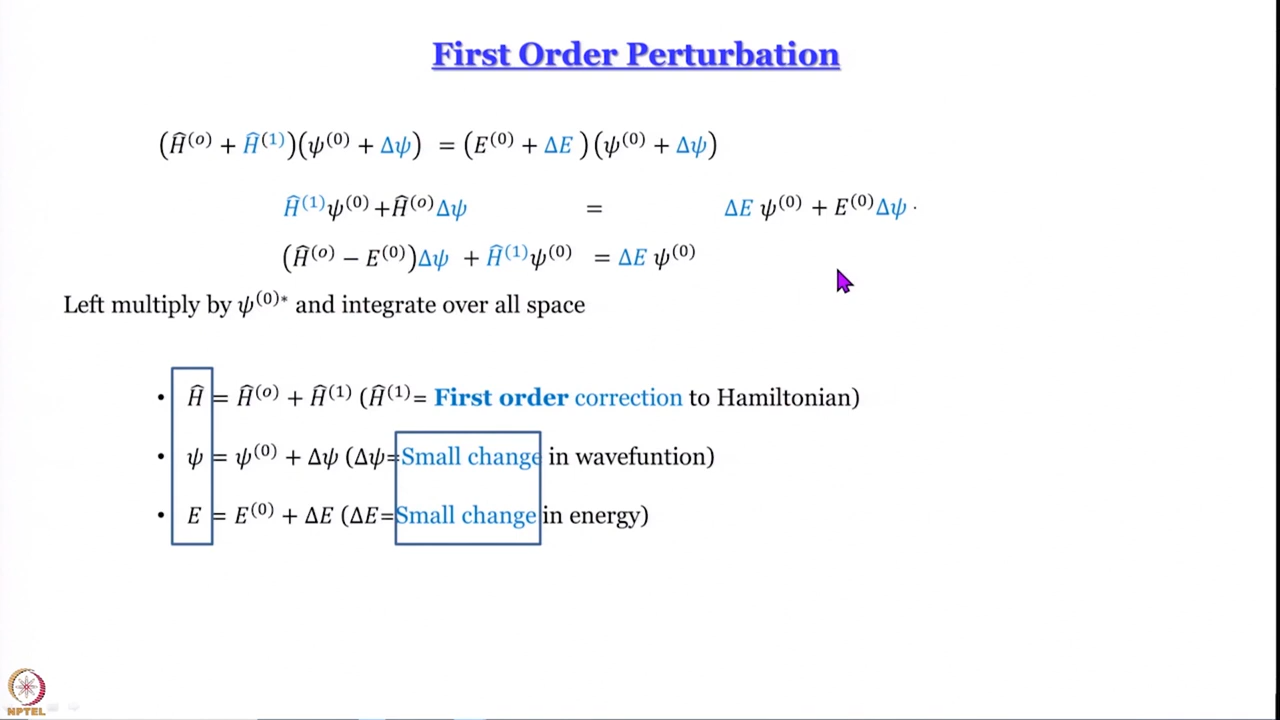 First Order Perturbation
(Ĥ⁽ᵒ⁾ + Ĥ⁽¹⁾)(ψ⁽⁰⁾ + Δψ) = (E⁽⁰⁾ + ΔE )(ψ⁽⁰⁾ + Δψ)
Ĥ⁽¹⁾ψ⁽⁰⁾+Ĥ⁽ᵒ⁾Δψ = ΔE ψ⁽⁰⁾ + E⁽⁰⁾Δψ ·
(Ĥ⁽ᵒ⁾ − E⁽⁰⁾)Δψ + Ĥ⁽¹⁾ψ⁽⁰⁾ = ΔE ψ⁽⁰⁾
Left multiply by ψ⁽⁰⁾* and integrate over all space
• Ĥ = Ĥ⁽ᵒ⁾ + Ĥ⁽¹⁾ (Ĥ⁽¹⁾= First order correction to Hamiltonian)
• ψ = ψ⁽⁰⁾ + Δψ (Δψ=Small change in wavefuntion)
• E = E⁽⁰⁾ + ΔE (ΔE=Small change in energy)
NPTEL